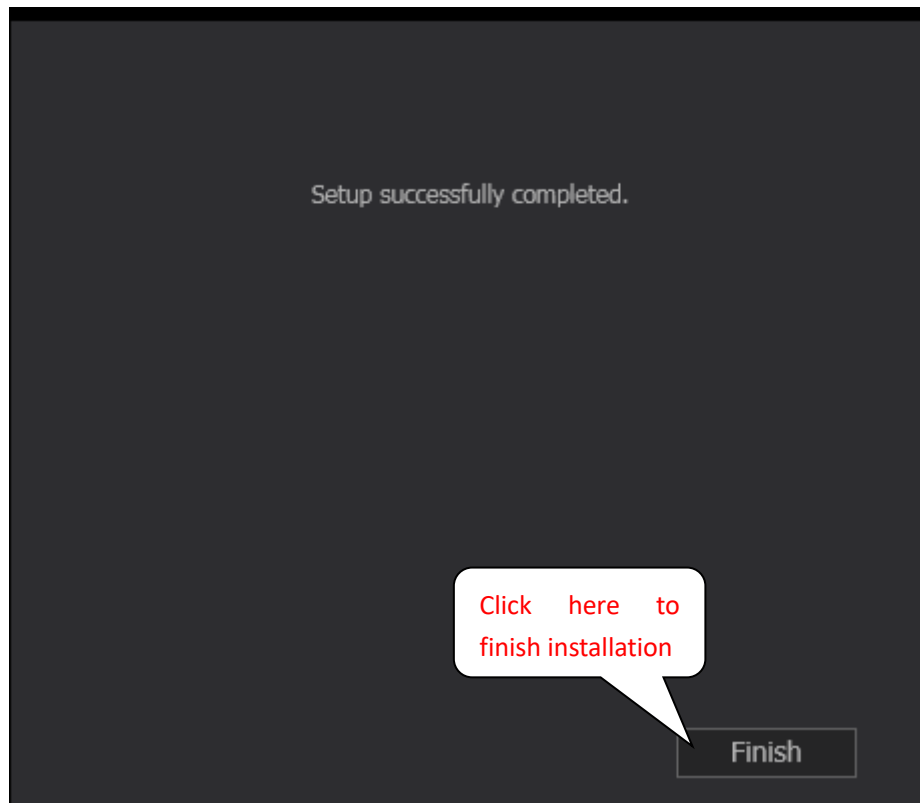 Setup successfully completed.
Click here to
finish installation
Finish